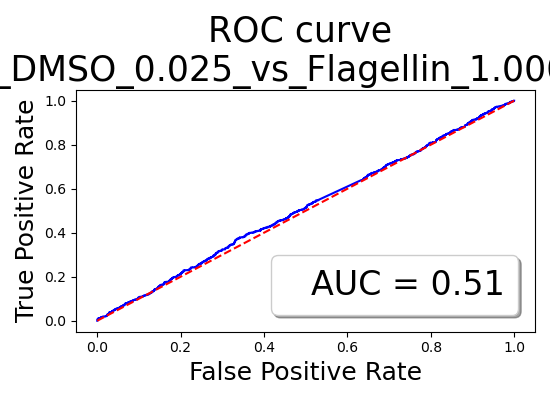 ROC curve
_DMSO_0.025_vs_Flagellin_1.00
True Positive Rate
1.0
0.8
0.6
0.4
0.2
0.0
AUC = 0.51
0.0 0.2 0.4 0.6 0.8 1.0
False Positive Rate